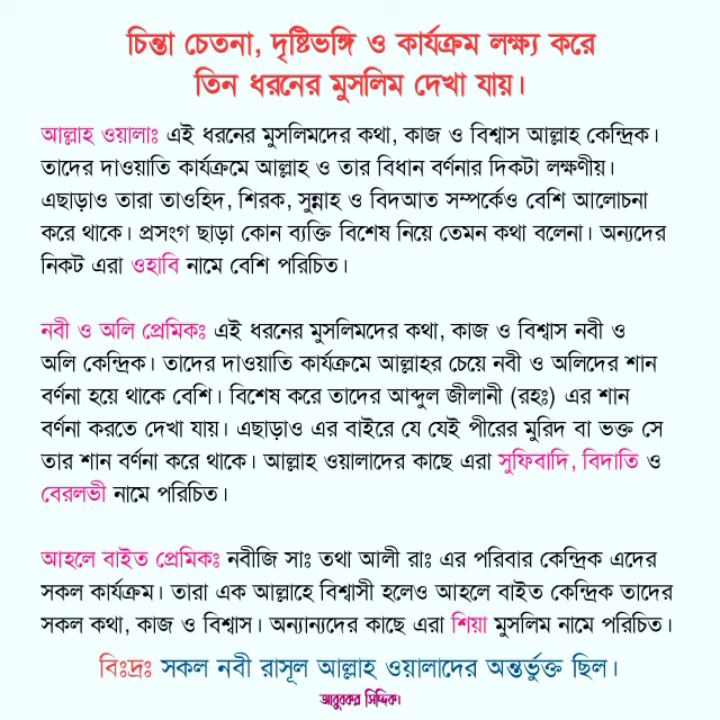 চিন্তা চেতনা, দৃষ্টিভঙ্গি ও কার্যক্রম লক্ষ্য করে
তিন ধরনের মুসলিম দেখা যায়।
আল্লাহ ওয়ালাঃ এই ধরনের মুসলিমদের কথা, কাজ ও বিশ্বাস আল্লাহ কেন্দ্রিক।
তাদের দাওয়াতি কার্যক্রমে আল্লাহ ও তার বিধান বর্ণনার দিকটা লক্ষণীয়।
এছাড়াও তারা তাওহিদ, শিরক, সুন্নাহ ও বিদআত সম্পর্কেও বেশি আলোচনা
করে থাকে। প্রসংগ ছাড়া কোন ব্যক্তি বিশেষ নিয়ে তেমন কথা বলেনা। অন্যদের
নিকট এরা ওহাবি নামে বেশি পরিচিত।
নবী ও অলি প্রেমিকঃ এই ধরনের মুসলিমদের কথা, কাজ ও বিশ্বাস নবী ও
অলি কেন্দ্রিক। তাদের দাওয়াতি কার্যক্রমে আল্লাহর চেয়ে নবী ও অলিদের শান
বর্ণনা হয়ে থাকে বেশি। বিশেষ করে তাদের আব্দুল জীলানী (রহঃ) এর শান
বর্ণনা করতে দেখা যায়। এছাড়াও এর বাইরে যে যেই পীরের মুরিদ বা ভক্ত সে
তার শান বর্ণনা করে থাকে। আল্লাহ ওয়ালাদের কাছে এরা সুফিবাদি, বিদাতি ও
বেরলভী নামে পরিচিত।
আহলে বাইত প্রেমিকঃ নবীজি সাঃ তথা আলী রাঃ এর পরিবার কেন্দ্রিক এদের
সকল কার্যক্রম। তারা এক আল্লাহে বিশ্বাসী হলেও আহলে বাইত কেন্দ্রিক তাদের
সকল কথা, কাজ ও বিশ্বাস। অন্যান্যদের কাছে এরা শিয়া মুসলিম নামে পরিচিত।
বিঃদ্রঃ সকল নবী রাসূল আল্লাহ ওয়ালাদের অন্তর্ভুক্ত ছিল।
আবুবকর সিদ্দিক।